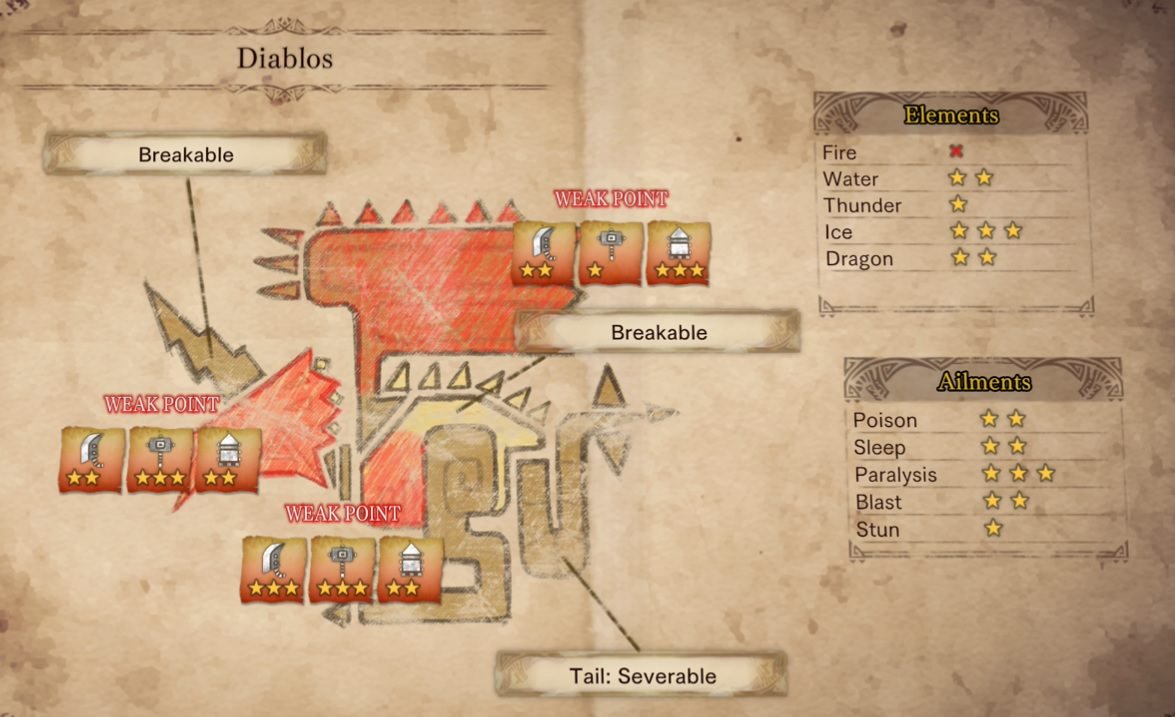 Diablos
Breakable
Elements
Fire
Water
Thunder
Ice
Dragon
WEAK POINT
Breakable
WEAK POINT
Ailments
Poison
Sleep
Paralysis
Blast
Stun
WEAK POINT
Tail: Severable